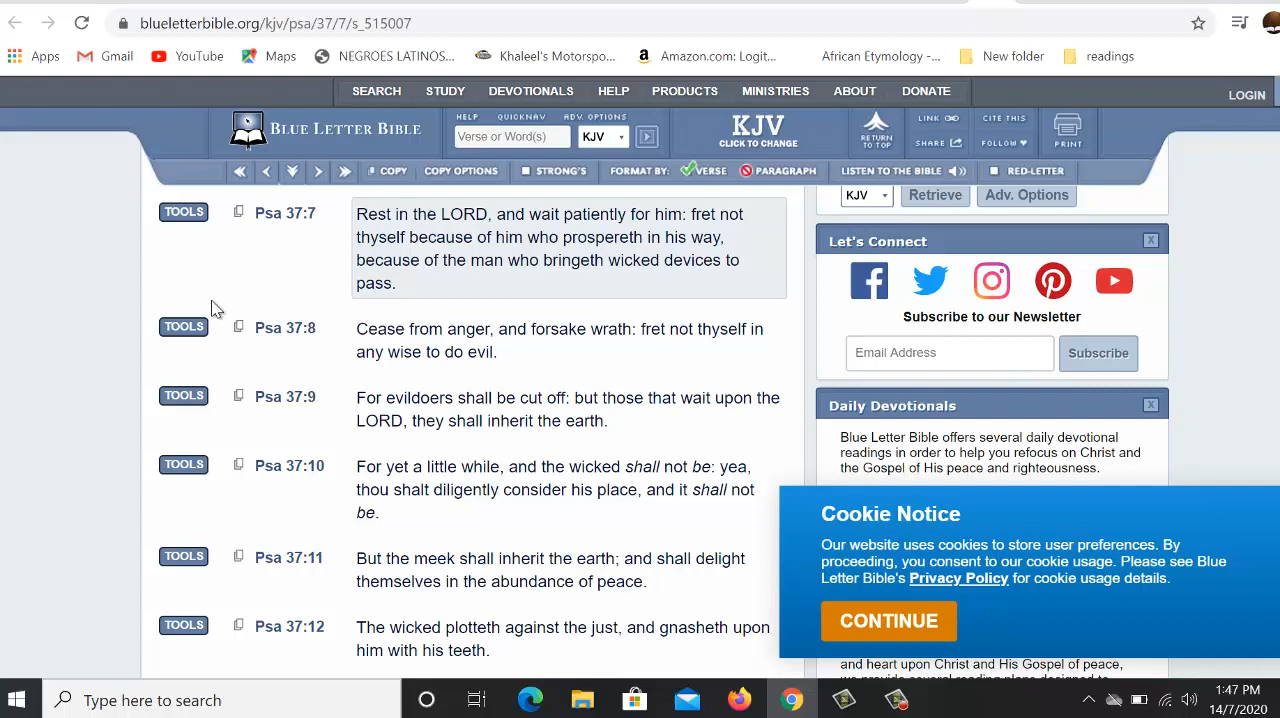 blueletterbible.org/kjv/psa/37/7/s_515007
Apps Gmail YouTube Maps NEGROES LATINOS... Khaleel's Motorspo... Amazon.com: Logit... African Etymology -... New folder readings
SEARCH STUDY DEVOTIONALS HELP PRODUCTS MINISTRIES ABOUT DONATE LOGIN
BLUE LETTER BIBLE
HELP QUICKNAV ADV. OPTIONS
Verse or Word(s) KJV
KJV
CLICK TO CHANGE
RETURN
TO TOP
LINK
SHARE
CITE THIS
FOLLOW
PRINT
COPY COPY OPTIONS STRONG'S FORMAT BY: VERSE PARAGRAPH LISTEN TO THE BIBLE RED-LETTER
TOOLS Psa 37:7 Rest in the LORD, and wait patiently for him: fret not
thyself because of him who prospereth in his way,
because of the man who bringeth wicked devices to
pass.
TOOLS Psa 37:8 Cease from anger, and forsake wrath: fret not thyself in
any wise to do evil.
TOOLS Psa 37:9 For evildoers shall be cut off: but those that wait upon the
LORD, they shall inherit the earth.
TOOLS Psa 37:10 For yet a little while, and the wicked shall not be: yea,
thou shalt diligently consider his place, and it shall not
be.
TOOLS Psa 37:11 But the meek shall inherit the earth; and shall delight
themselves in the abundance of peace.
TOOLS Psa 37:12 The wicked plotteth against the just, and gnasheth upon
him with his teeth.
KJV Retrieve Adv. Options
Let's Connect X
Subscribe to our Newsletter
Email Address Subscribe
Daily Devotionals X
Blue Letter Bible offers several daily devotional
readings in order to help you refocus on Christ and
the Gospel of His peace and righteousness.
Cookie Notice
Our website uses cookies to store user preferences. By
proceeding, you consent to our cookie usage. Please see Blue
Letter Bible's Privacy Policy for cookie usage details.
CONTINUE
and heart upon Christ and His Gospel of peace,
we provide several reading plans designed to
Type here to search
1:47 PM
14/7/2020